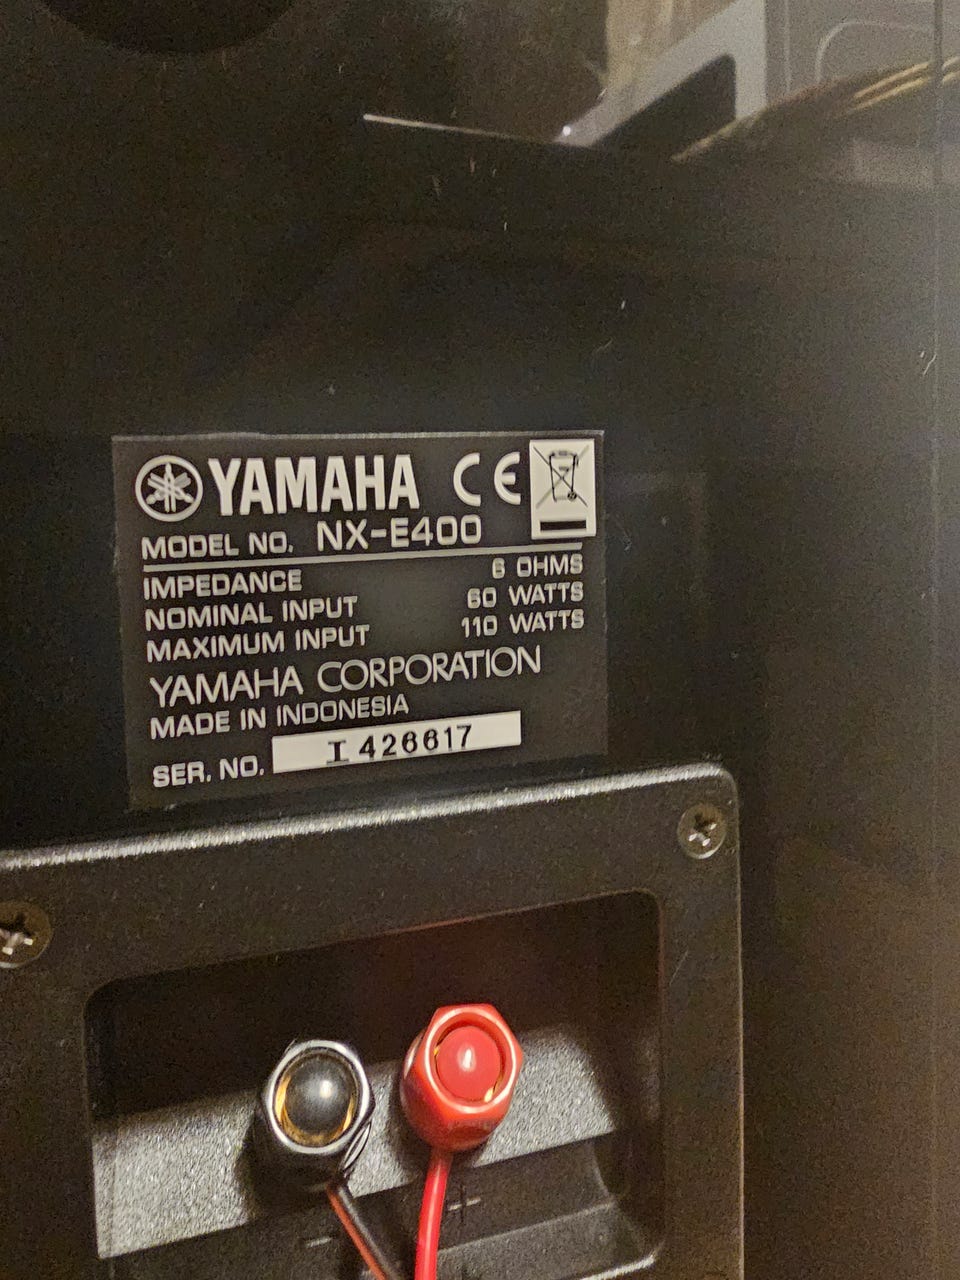 YAMAHA CE
MODEL NO. NX-E400
IMPEDANCE 6 OHMS
NOMINAL INPUT 60 WATTS
MAXIMUM INPUT 110 WATTS
YAMAHA CORPORATION
MADE IN INDONESIA
SER. NO. I 426617
- +